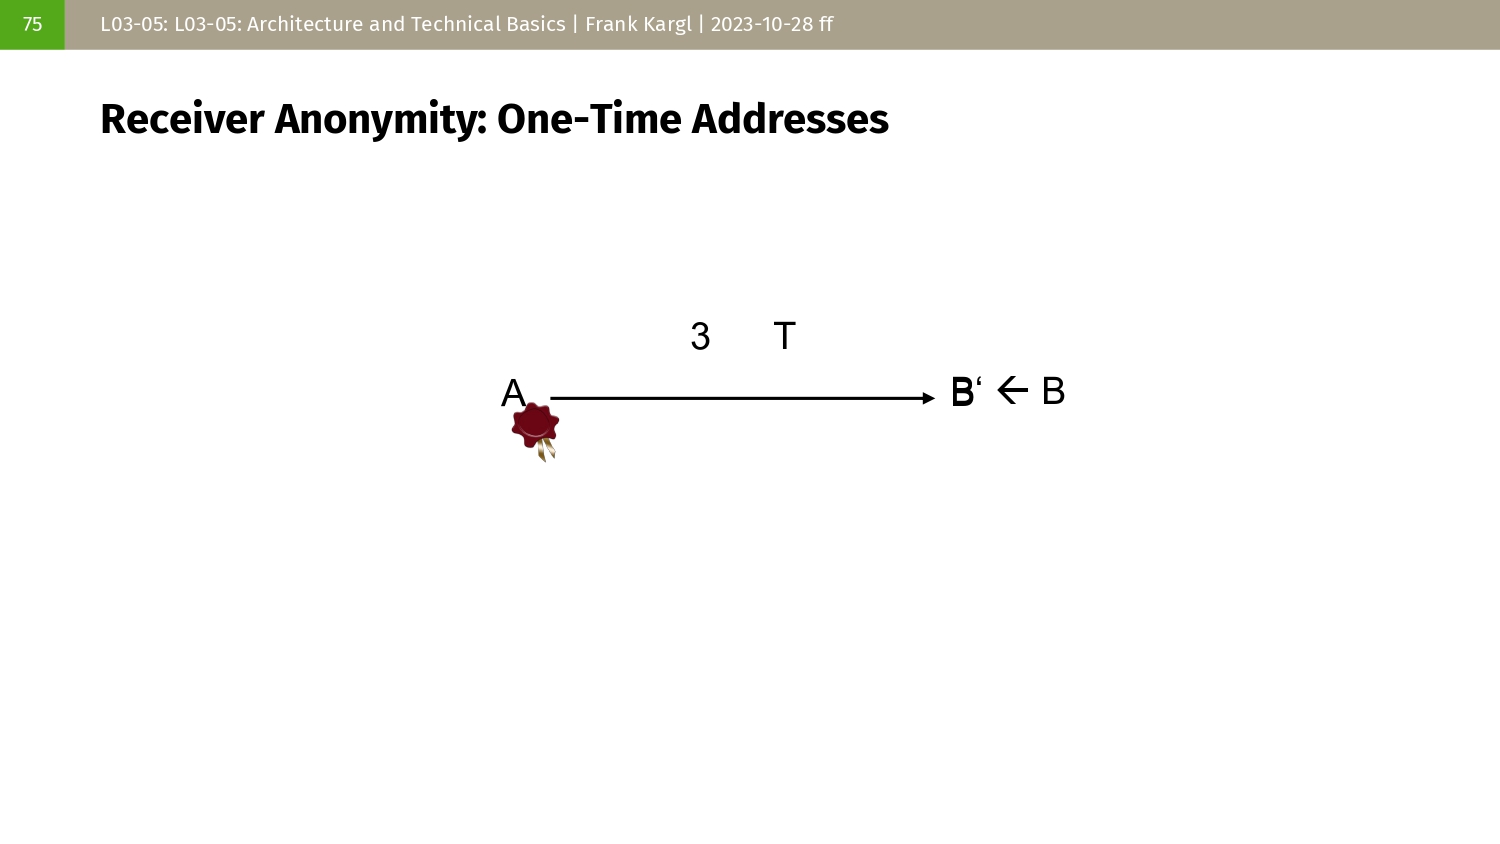 75 L03-05: L03-05: Architecture and Technical Basics | Frank Kargl | 2023-10-28 ff
Receiver Anonymity: One-Time Addresses
3 T
A B‘ ← B